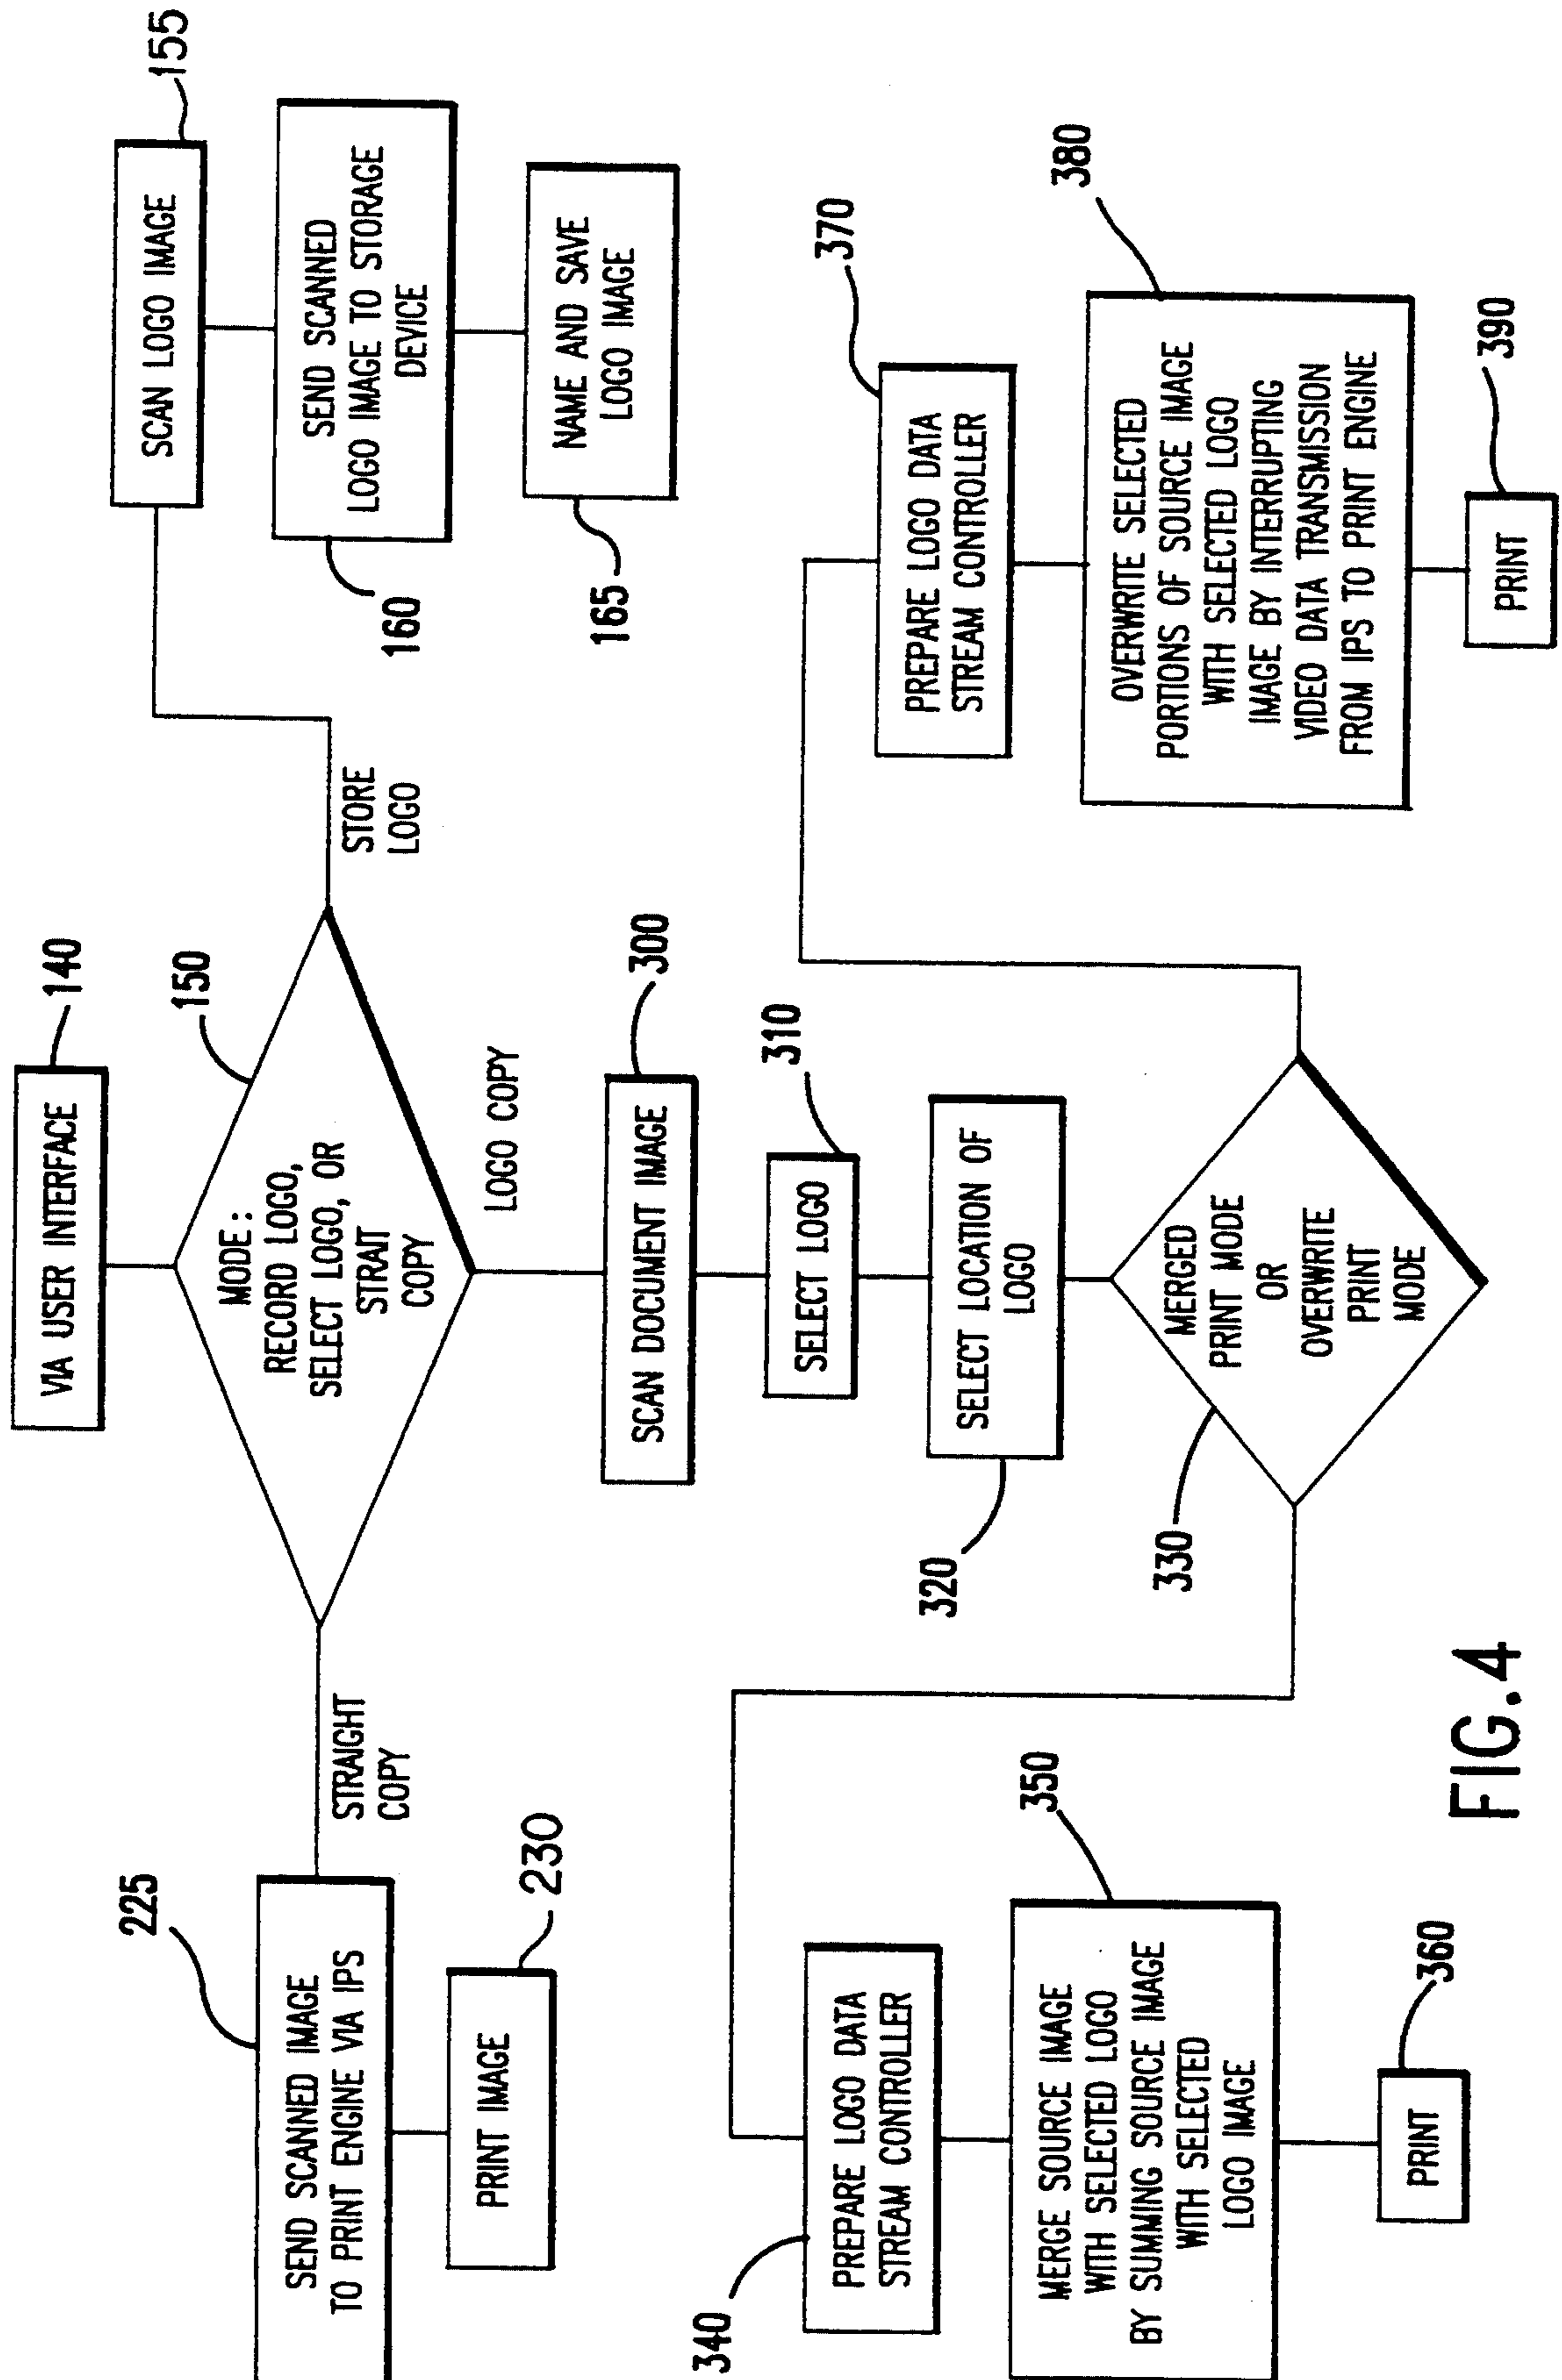 VIA USER INTERFACE
140
150
MODE:
RECORD LOGO,
SELECT LOGO, OR
STRAIT
COPY
STRAIGHT
COPY
225
SEND SCANNED IMAGE
TO PRINT ENGINE VIA IPS
230
PRINT IMAGE
STORE
LOGO
155
SCAN LOGO IMAGE
SEND SCANNED
LOGO IMAGE TO STORAGE
DEVICE
160
NAME AND SAVE
LOGO IMAGE
165
LOGO COPY
300
SCAN DOCUMENT IMAGE
310
SELECT LOGO
SELECT LOCATION OF
LOGO
320
MERGED
PRINT MODE
OR
OVERWRITE
PRINT
MODE
330
340
PREPARE LOGO DATA
STREAM CONTROLLER
350
MERGE SOURCE IMAGE
WITH SELECTED LOGO
BY SUMMING SOURCE IMAGE
WITH SELECTED
LOGO IMAGE
360
PRINT
370
PREPARE LOGO DATA
STREAM CONTROLLER
380
OVERWRITE SELECTED
PORTIONS OF SOURCE IMAGE
WITH SELECTED LOGO
IMAGE BY INTERRUPTING
VIDEO DATA TRANSMISSION
FROM IPS TO PRINT ENGINE
390
PRINT
FIG.4